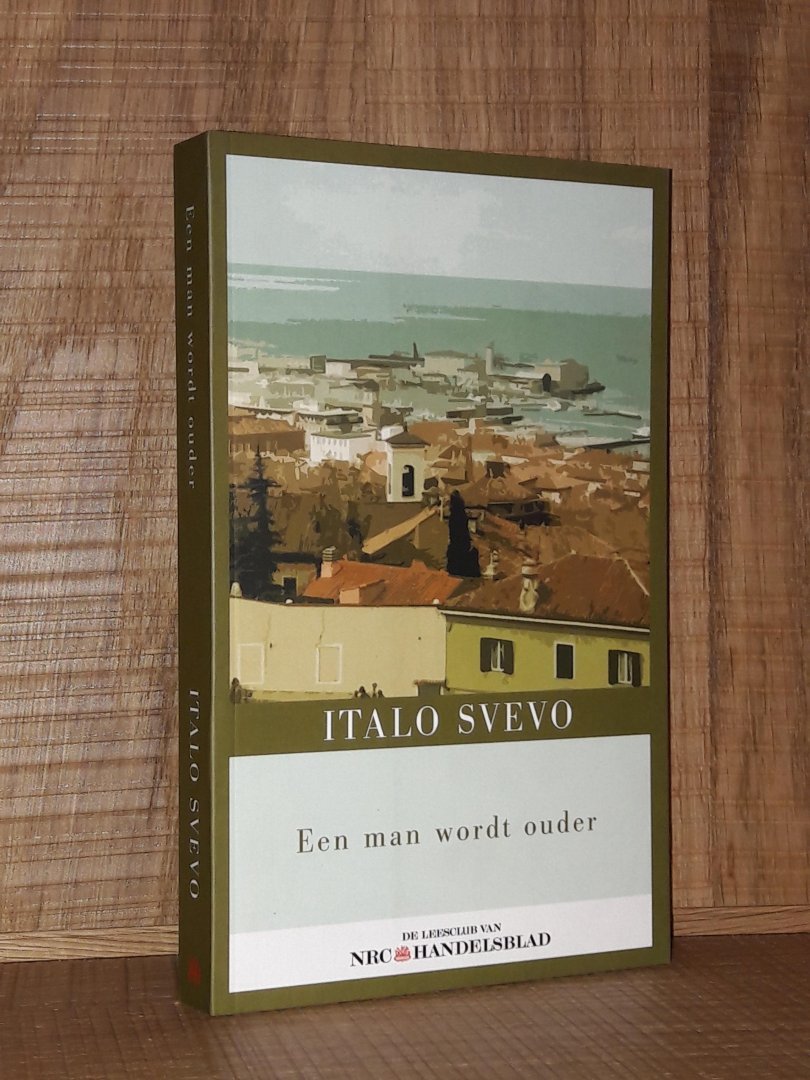 Een man wordt ouder
ITALO SVEVO
ITALO SVEVO
Een man wordt ouder
DE LEESCLUB VAN
NRC HANDELSBLAD